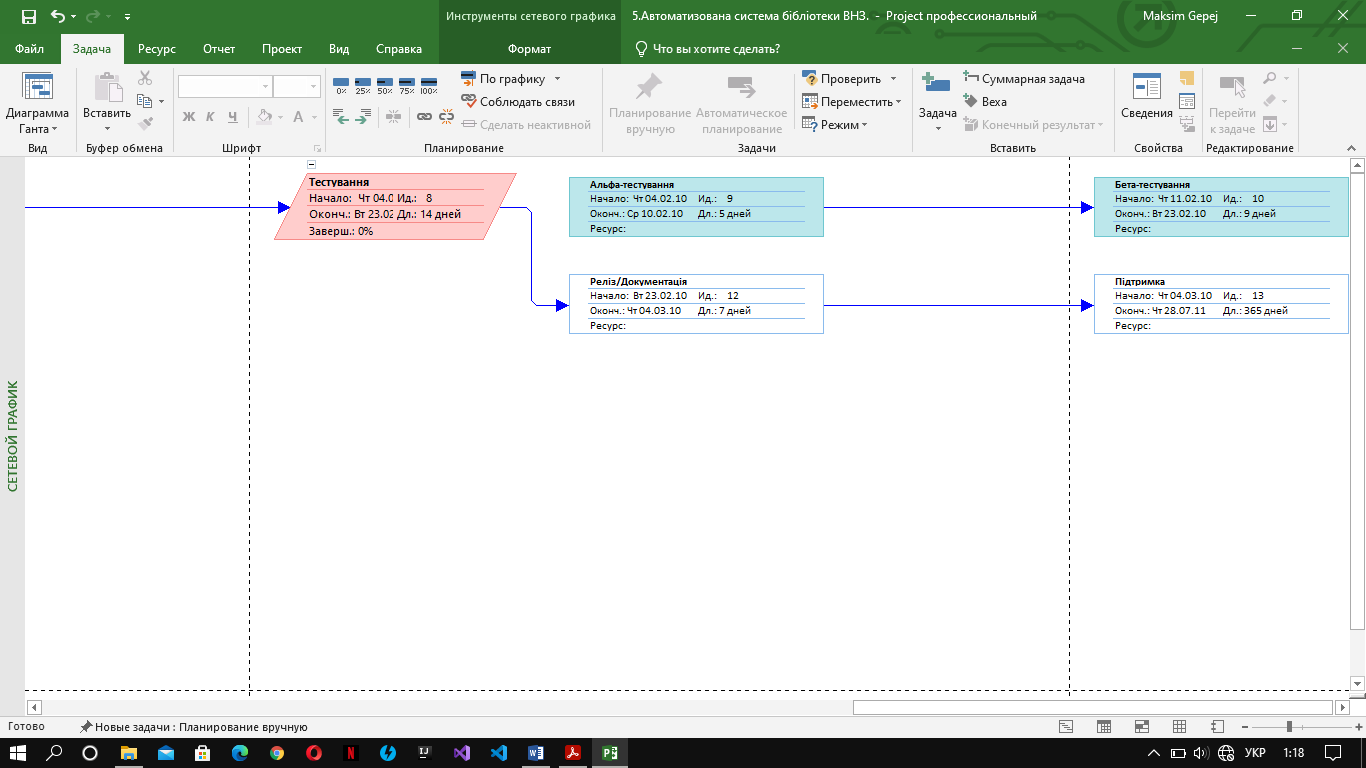 Инструменты сетевого графика
5.Автоматизована система бібліотеки ВНЗ. - Project профессиональный
Maksim Gepej
Файл Задача Ресурс Отчет Проект Вид Справка Формат Что вы хотите сделать?
Диаграмма Ганта
Вид
Вставить
Буфер обмена
Ж К Ч А
Шрифт
0% 25% 50% 75% 100%
По графику
Соблюдать связи
Сделать неактивной
Планирование
Планирование вручную
Автоматическое планирование
Проверить
Переместить
Режим
Задачи
Задача
Суммарная задача
Веха
Конечный результат
Вставить
Сведения
Свойства
Перейти к задаче
Редактирование
СЕТЕВОЙ ГРАФИК
Тестування
Начало: Чт 04.0 Ид.: 8
Оконч.: Вт 23.02 Дл.: 14 дней
Заверш.: 0%
Альфа-тестування
Начало: Чт 04.02.10 Ид.: 9
Оконч.: Ср 10.02.10 Дл.: 5 дней
Ресурс:
Бета-тестування
Начало: Чт 11.02.10 Ид.: 10
Оконч.: Вт 23.02.10 Дл.: 9 дней
Ресурс:
Реліз/Документація
Начало: Вт 23.02.10 Ид.: 12
Оконч.: Чт 04.03.10 Дл.: 7 дней
Ресурс:
Підтримка
Начало: Чт 04.03.10 Ид.: 13
Оконч.: Чт 28.07.11 Дл.: 365 дней
Ресурс:
Готово Новые задачи : Планирование вручную
УКР 1:18